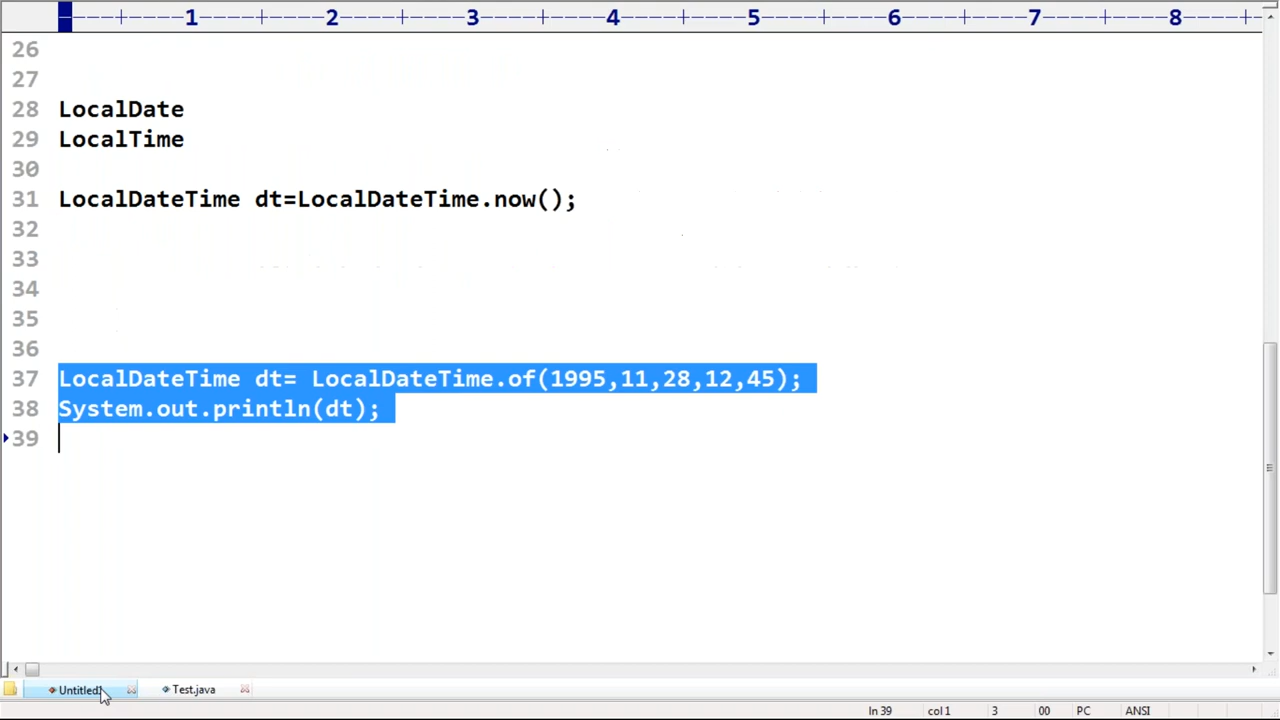 1 2 3 4 5 6 7 8
26
27
28 LocalDate
29 LocalTime
30
31 LocalDateTime dt=LocalDateTime.now();
32
33
34
35
36
37 LocalDateTime dt= LocalDateTime.of(1995,11,28,12,45);
38 System.out.println(dt);
39
Test.java
ln 39 col 1 3 00 PC ANSI